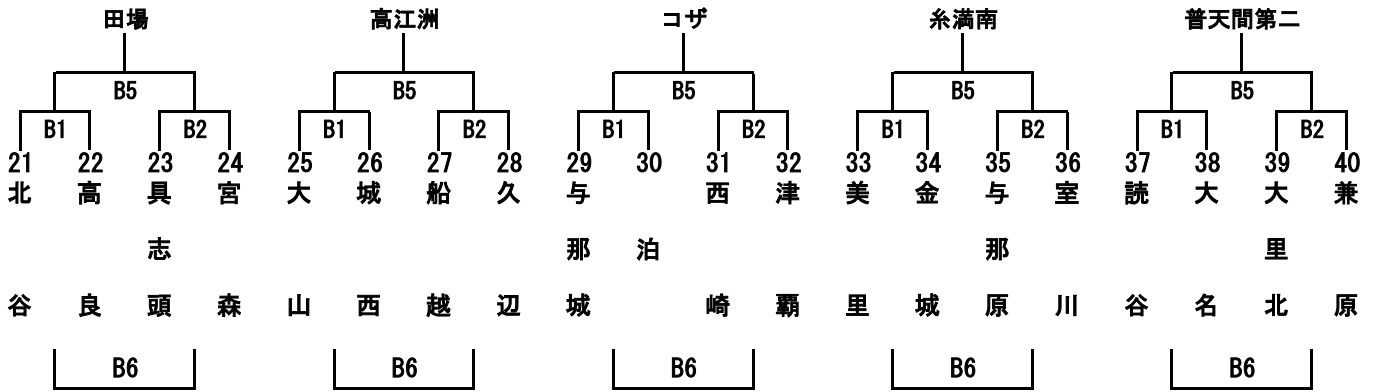 田場 高江洲 コザ 糸満南 普天間第二
B5 B5 B5 B5 B5
B1 B2 B1 B2 B1 B2 B1 B2 B1 B2
21 22 23 24 25 26 27 28 29 30 31 32 33 34 35 36 37 38 39 40
北谷 高良 具志頭 宮森 大山 城西 船越 久辺 与那城 泊 西崎 津覇 美里 金城 与那原 室川 読谷 大名 大里北 兼原
B6 B6 B6 B6 B6